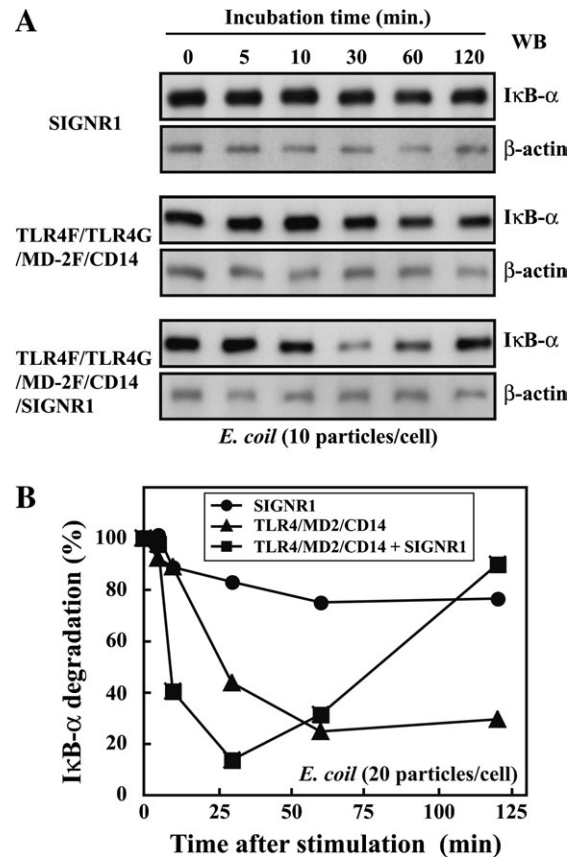 A
Incubation time (min.)
0 5 10 30 60 120 WB
SIGNR1
IκB-α
β-actin
TLR4F/TLR4G
/MD-2F/CD14
IκB-α
β-actin
TLR4F/TLR4G
/MD-2F/CD14
/SIGNR1
IκB-α
β-actin
E. coil (10 particles/cell)
B
SIGNR1
TLR4/MD2/CD14
TLR4/MD2/CD14 + SIGNR1
IκB-α degradation (%)
100
80
60
40
20
0
E. coil (20 particles/cell)
0 25 50 75 100 125
Time after stimulation (min)